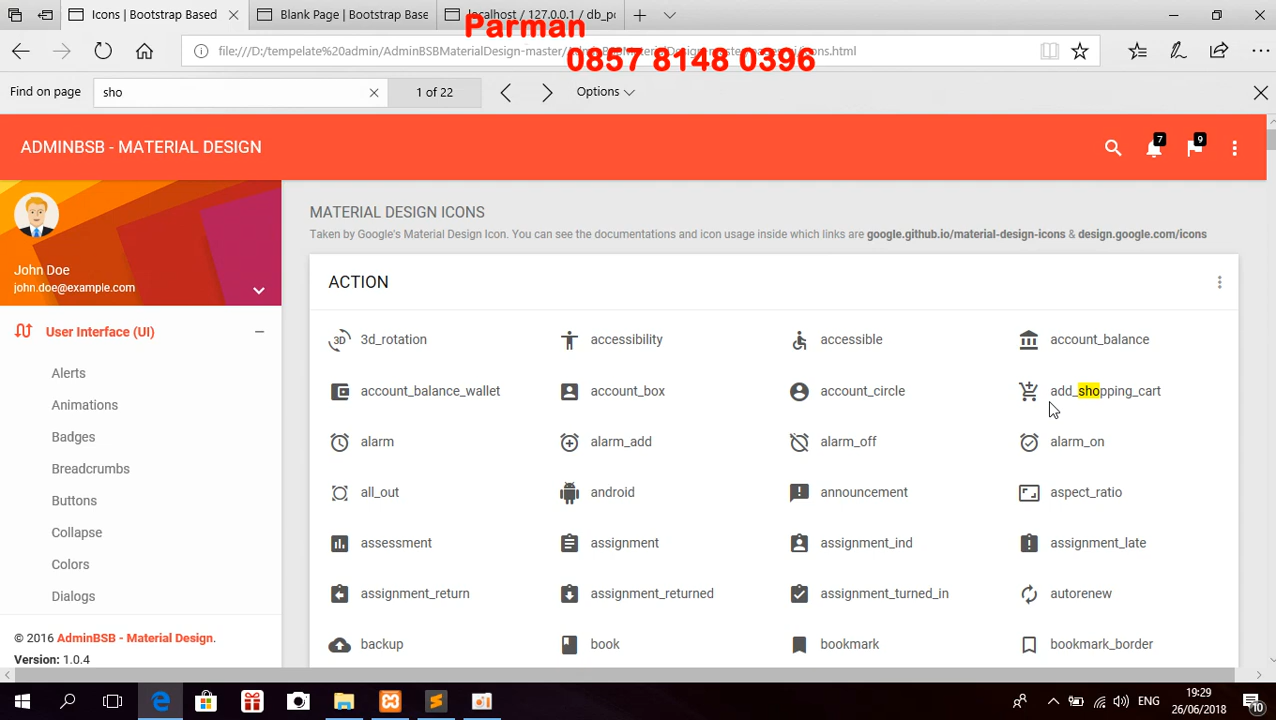 Icons | Bootstrap Based
Blank Page | Bootstrap Base
localhost / 127.0.0.1 / db_po
Parman
0857 8148 0396
Find on page
sho
1 of 22
Options
ADMINBSB - MATERIAL DESIGN
7
9
John Doe
john.doe@example.com
User Interface (UI)
Alerts
Animations
Badges
Breadcrumbs
Buttons
Collapse
Colors
Dialogs
© 2016 AdminBSB - Material Design.
Version: 1.0.4
MATERIAL DESIGN ICONS
Taken by Google's Material Design Icon. You can see the documentations and icon usage inside which links are google.github.io/material-design-icons & design.google.com/icons
ACTION
3D 3d_rotation
accessibility
accessible
account_balance
account_balance_wallet
account_box
account_circle
add_shopping_cart
alarm
alarm_add
alarm_off
alarm_on
all_out
android
announcement
aspect_ratio
assessment
assignment
assignment_ind
assignment_late
assignment_return
assignment_returned
assignment_turned_in
autorenew
backup
book
bookmark
bookmark_border
ENG
19:29
26/06/2018
10